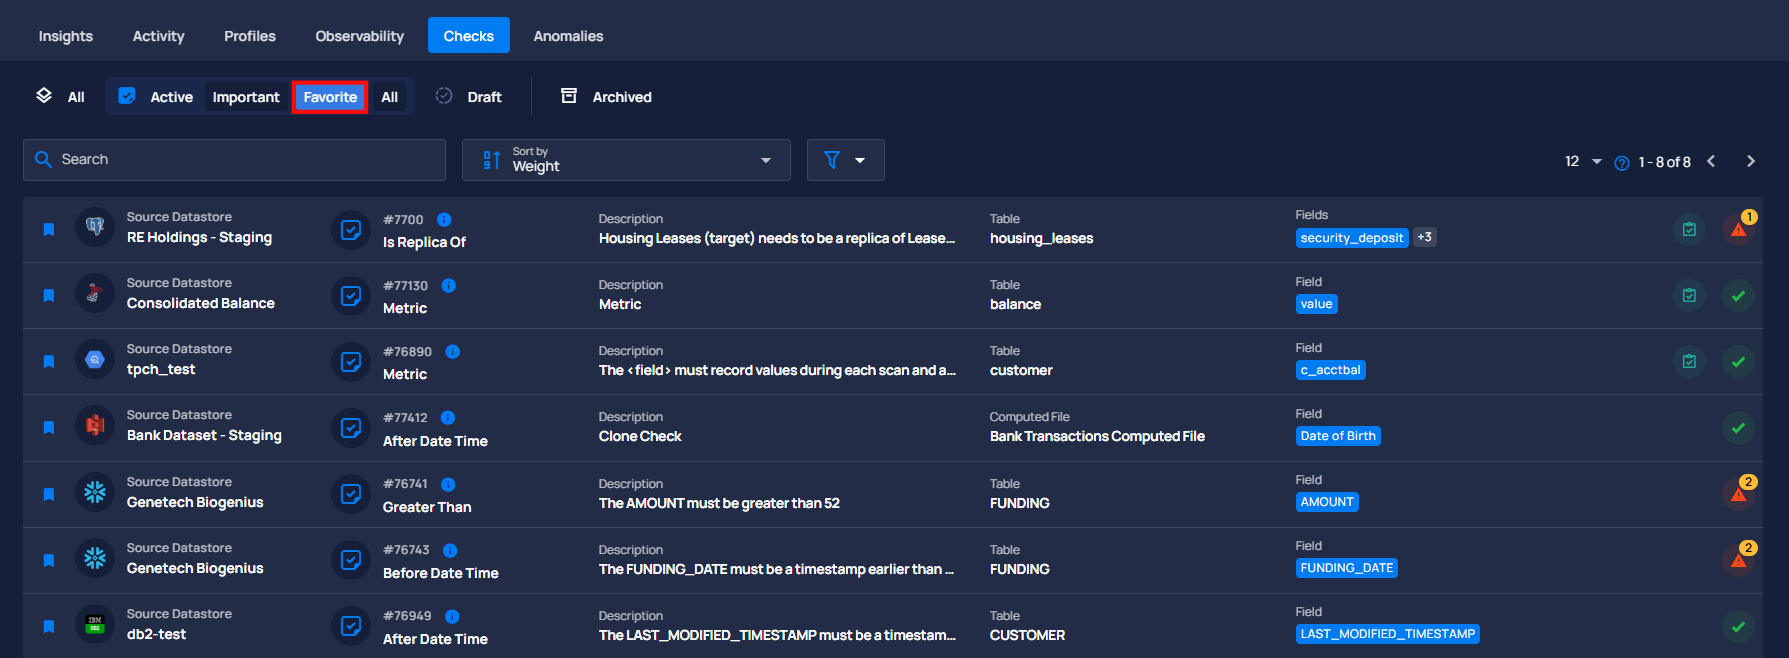 Insights Activity Profiles Observability Checks Anomalies
All Active Important Favorite All Draft Archived
Search
Sort by
Weight
12 1 - 8 of 8
Source Datastore
RE Holdings - Staging
#7700
Is Replica Of
Description
Housing Leases (target) needs to be a replica of Lease...
Table
housing_leases
Fields
security_deposit +3
1
Source Datastore
Consolidated Balance
#77130
Metric
Description
Metric
Table
balance
Field
value
Source Datastore
tpch_test
#76890
Metric
Description
The <field> must record values during each scan and a...
Table
customer
Field
c_acctbal
Source Datastore
Bank Dataset - Staging
#77412
After Date Time
Description
Clone Check
Computed File
Bank Transactions Computed File
Field
Date of Birth
Source Datastore
Genetech Biogenius
#76741
Greater Than
Description
The AMOUNT must be greater than 52
Table
FUNDING
Field
AMOUNT
2
Source Datastore
Genetech Biogenius
#76743
Before Date Time
Description
The FUNDING_DATE must be a timestamp earlier than ...
Table
FUNDING
Field
FUNDING_DATE
2
IBM
DB2
Source Datastore
db2-test
#76949
After Date Time
Description
The LAST_MODIFIED_TIMESTAMP must be a timestam...
Table
CUSTOMER
Field
LAST_MODIFIED_TIMESTAMP